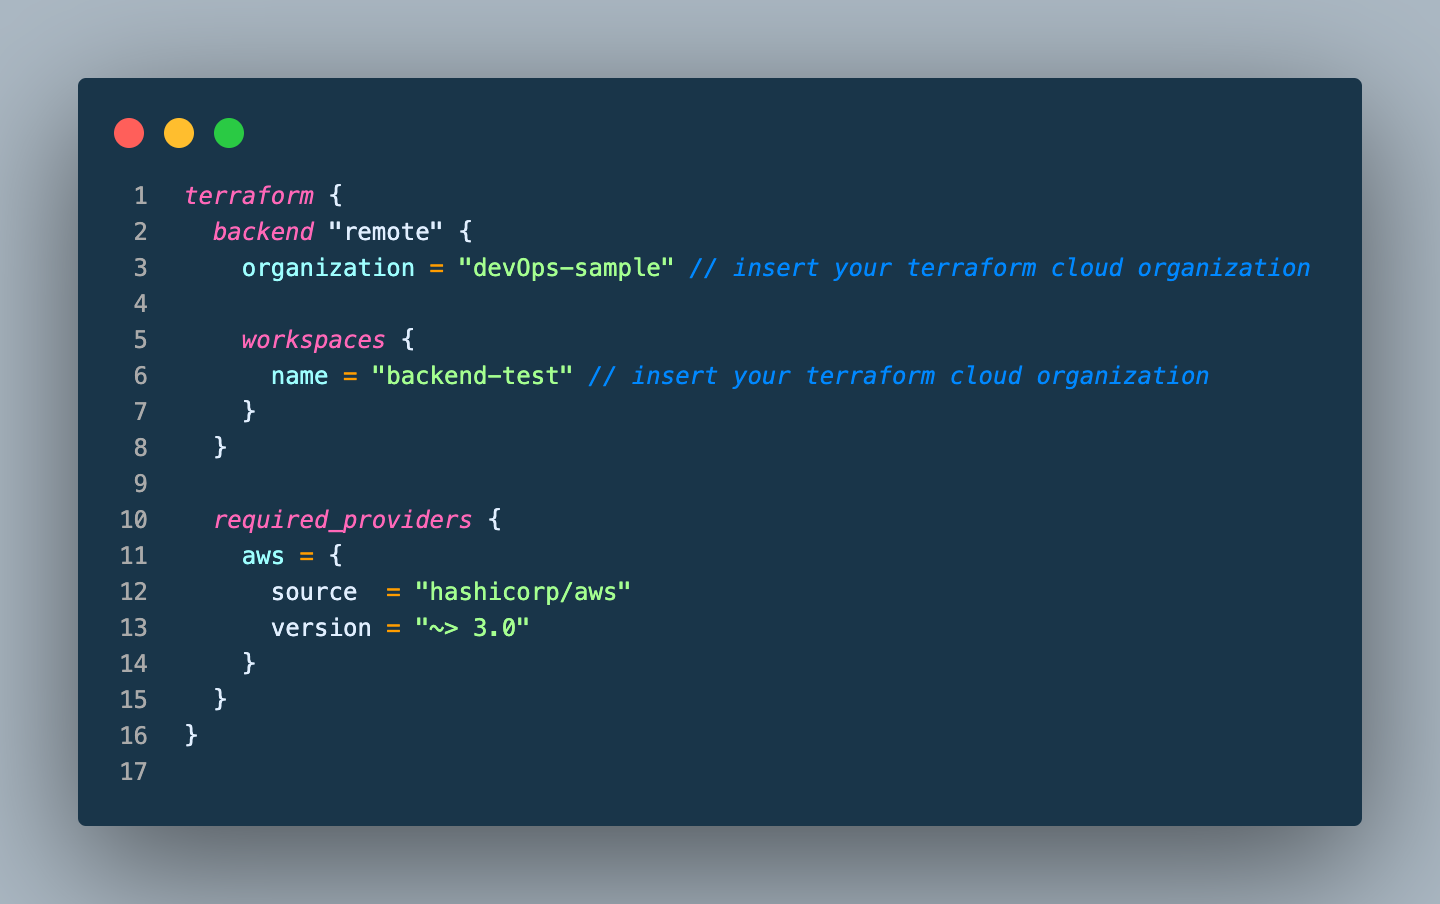 1 terraform {
2 backend "remote" {
3 organization = "devOps-sample" // insert your terraform cloud organization
4
5 workspaces {
6 name = "backend-test" // insert your terraform cloud organization
7 }
8 }
9
10 required_providers {
11 aws = {
12 source  = "hashicorp/aws"
13 version = "~> 3.0"
14 }
15 }
16 }
17